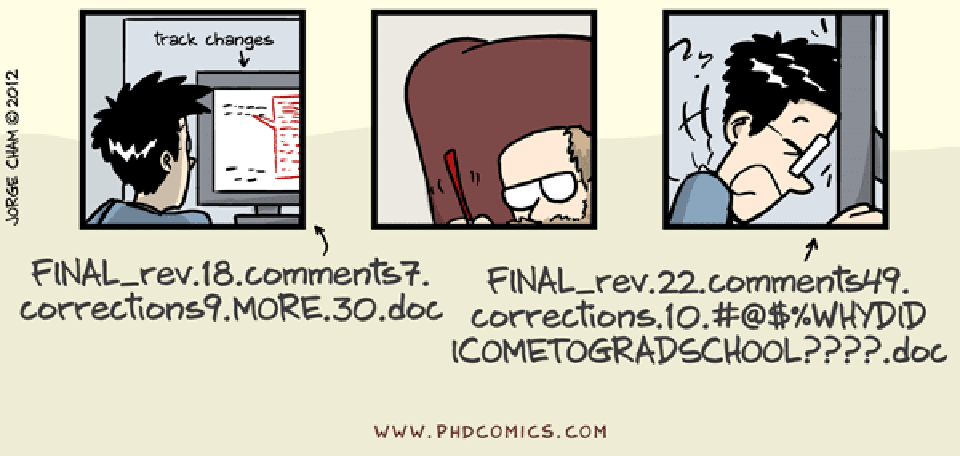 JORGE CHAM © 2012
track changes
FINAL_rev.18.comments7.
corrections9.MORE.30.doc
FINAL_rev.22.comments49.
corrections.10.#@$%WHYDID
ICOMETOGRADSCHOOL????.doc
WWW.PHDCOMICS.COM